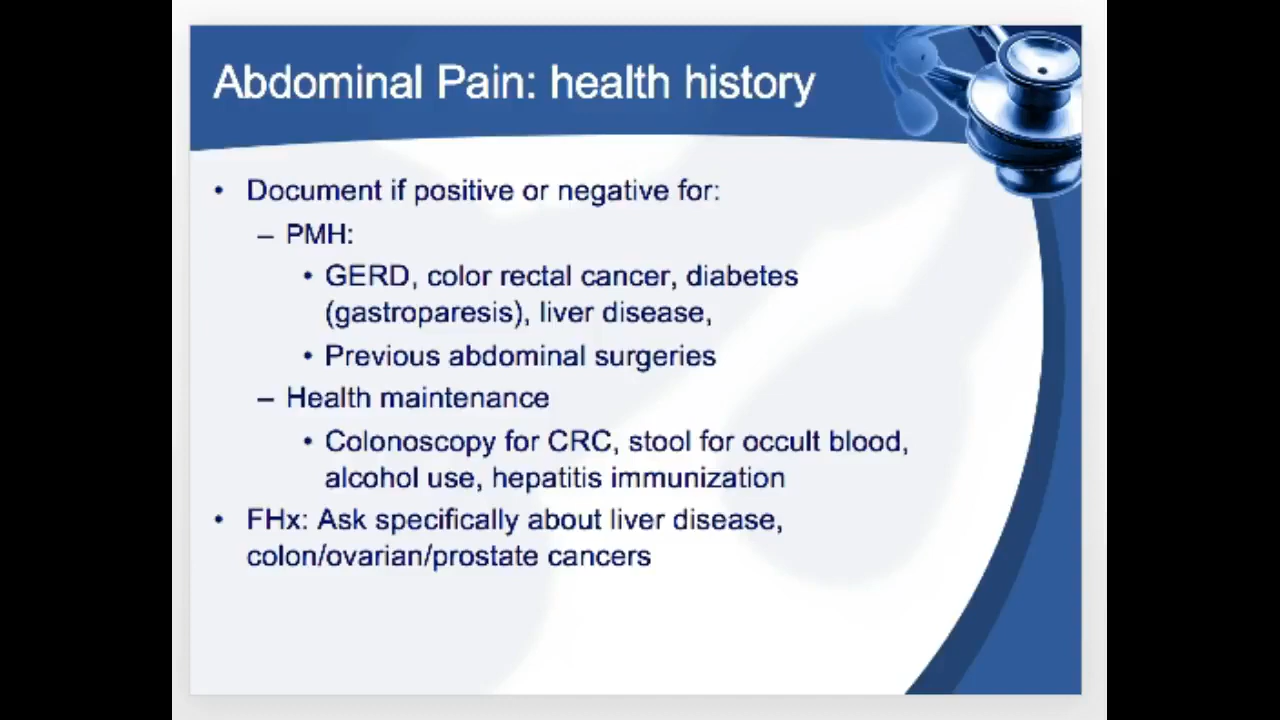 Abdominal Pain: health history
• Document if positive or negative for:
– PMH:
• GERD, color rectal cancer, diabetes
(gastroparesis), liver disease,
• Previous abdominal surgeries
– Health maintenance
• Colonoscopy for CRC, stool for occult blood,
alcohol use, hepatitis immunization
• FHx: Ask specifically about liver disease,
colon/ovarian/prostate cancers